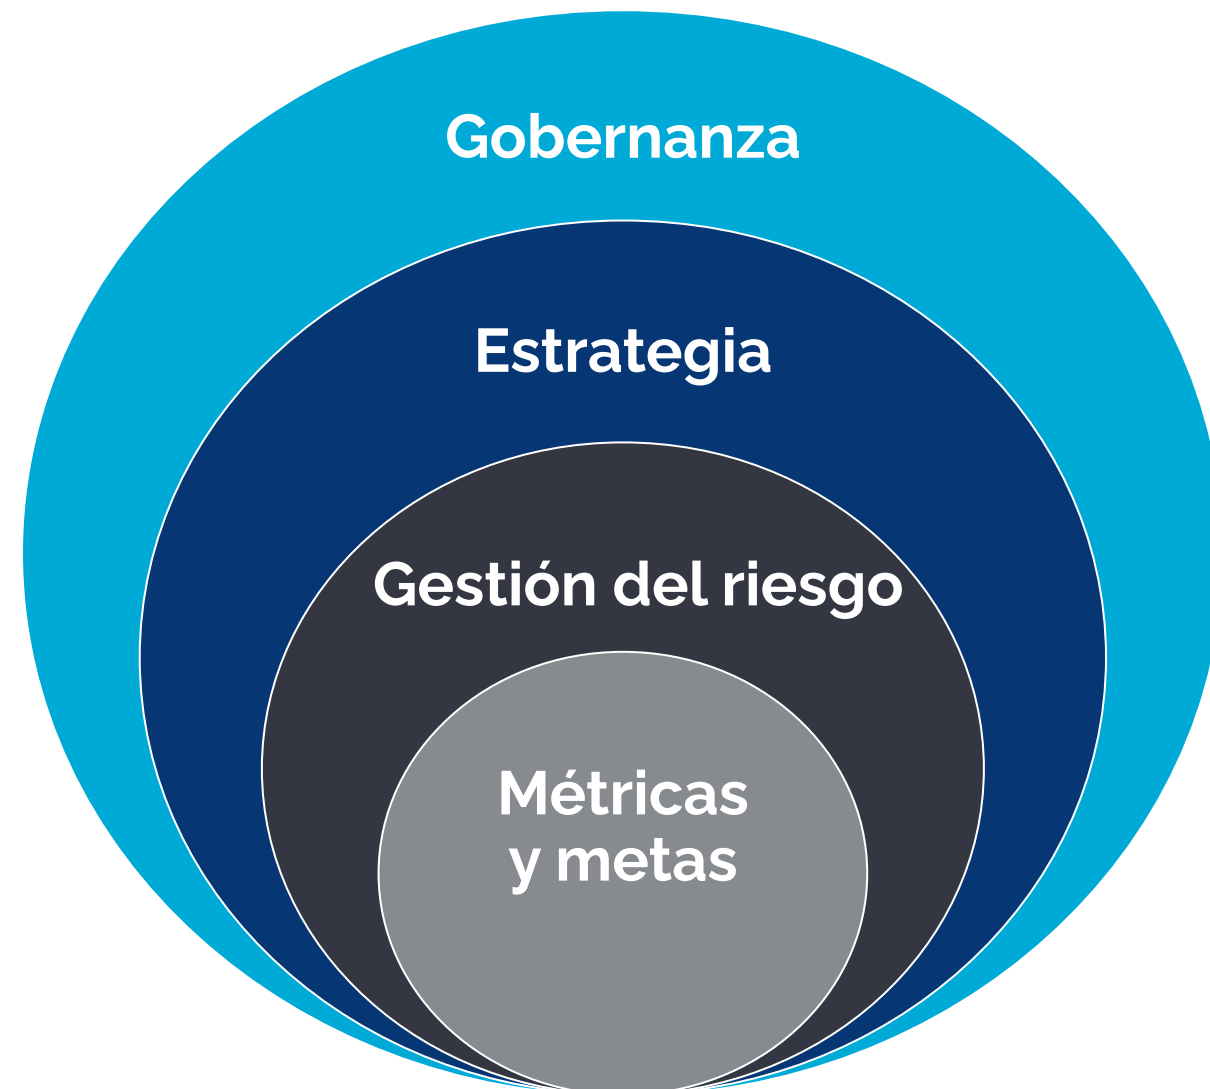 Gobernanza
Estrategia
Gestión del riesgo
Métricas
y metas